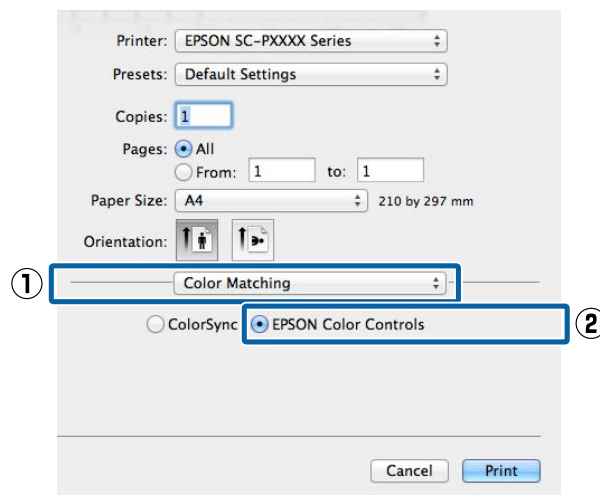 Printer: EPSON SC-PXXXX Series
Presets: Default Settings
Copies: 1
Pages: All
From: 1 to: 1
Paper Size: A4 210 by 297 mm
Orientation:
① Color Matching
ColorSync EPSON Color Controls ②
Cancel Print